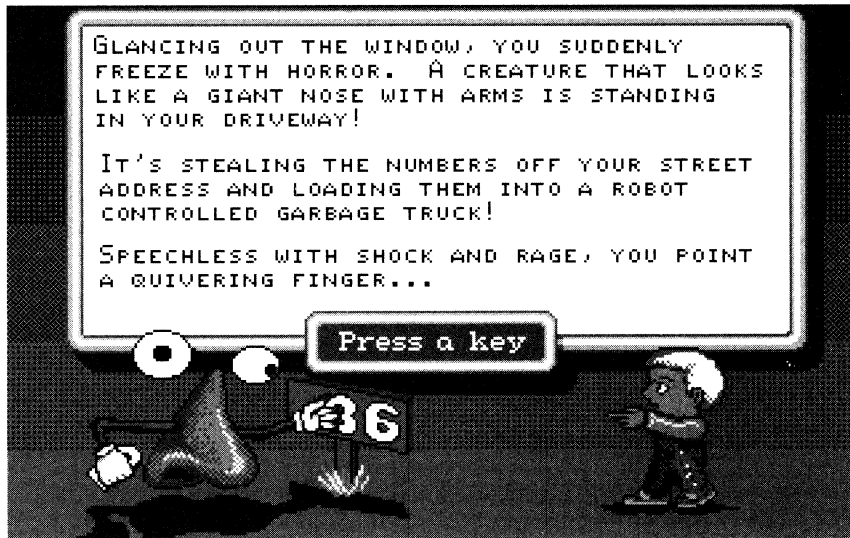 GLANCING OUT THE WINDOW, YOU SUDDENLY
FREEZE WITH HORROR. A CREATURE THAT LOOKS
LIKE A GIANT NOSE WITH ARMS IS STANDING
IN YOUR DRIVEWAY!
IT'S STEALING THE NUMBERS OFF YOUR STREET
ADDRESS AND LOADING THEM INTO A ROBOT
CONTROLLED GARBAGE TRUCK!
SPEECHLESS WITH SHOCK AND RAGE, YOU POINT
A QUIVERING FINGER...
Press a key
36